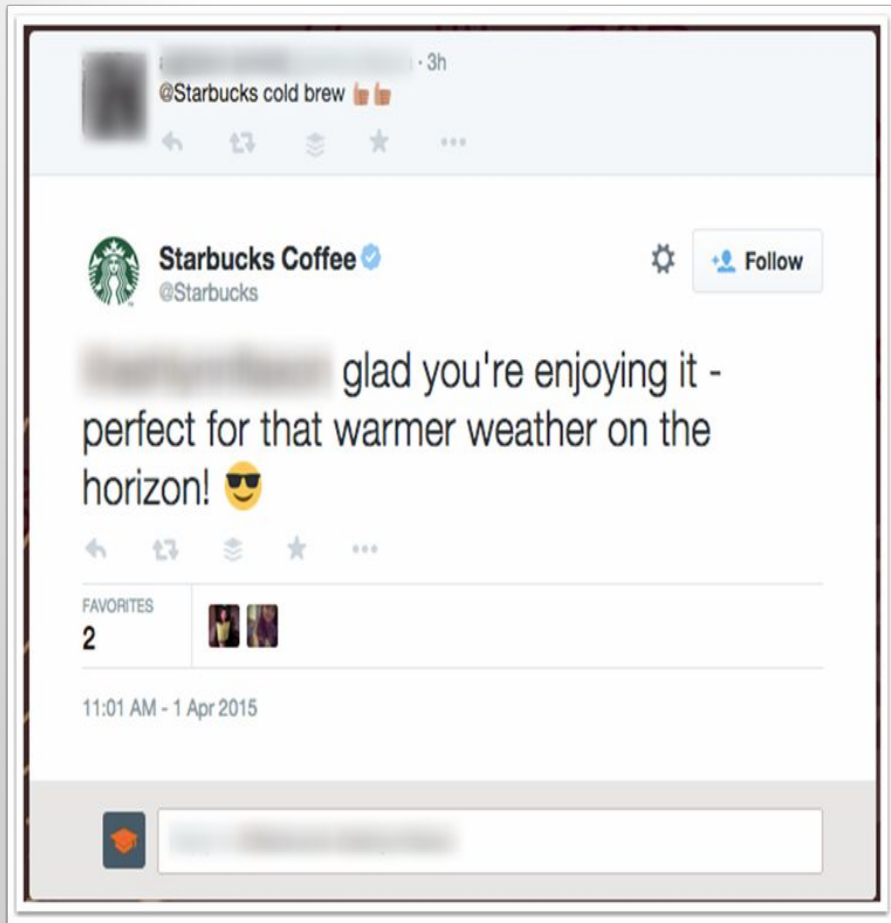 · 3h
@Starbucks cold brew 👍👍
Starbucks Coffee
@Starbucks
Follow
glad you're enjoying it -
perfect for that warmer weather on the
horizon! 😎
FAVORITES
2
11:01 AM - 1 Apr 2015